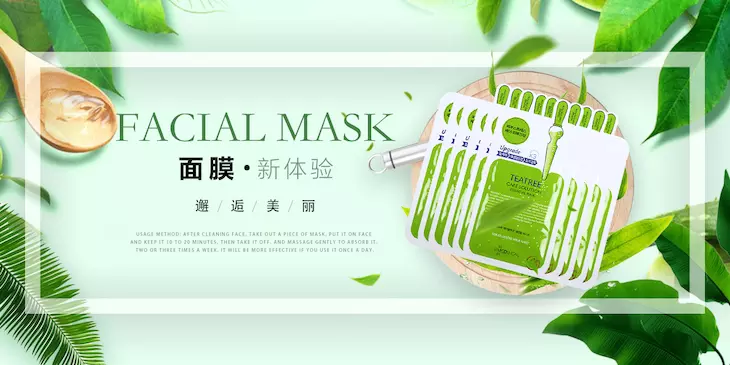 FACIAL MASK
面膜·新体验
邂 / 逅 / 美 / 丽
USAGE METHOD: AFTER CLEANING FACE, TAKE OUT A PIECE OF MASK, PUT IT ON FACE
AND KEEP IT 10 TO 20 MINUTES, THEN TAKE IT OFF, AND MASSAGE GENTLY TO ABSORB IT.
TWO OR THREE TIMES A WEEK, IT WILL BE MORE EFFECTIVE IF YOU USE IT ONCE A DAY.
Upgrade
TEATREE
CARE SOLUTION